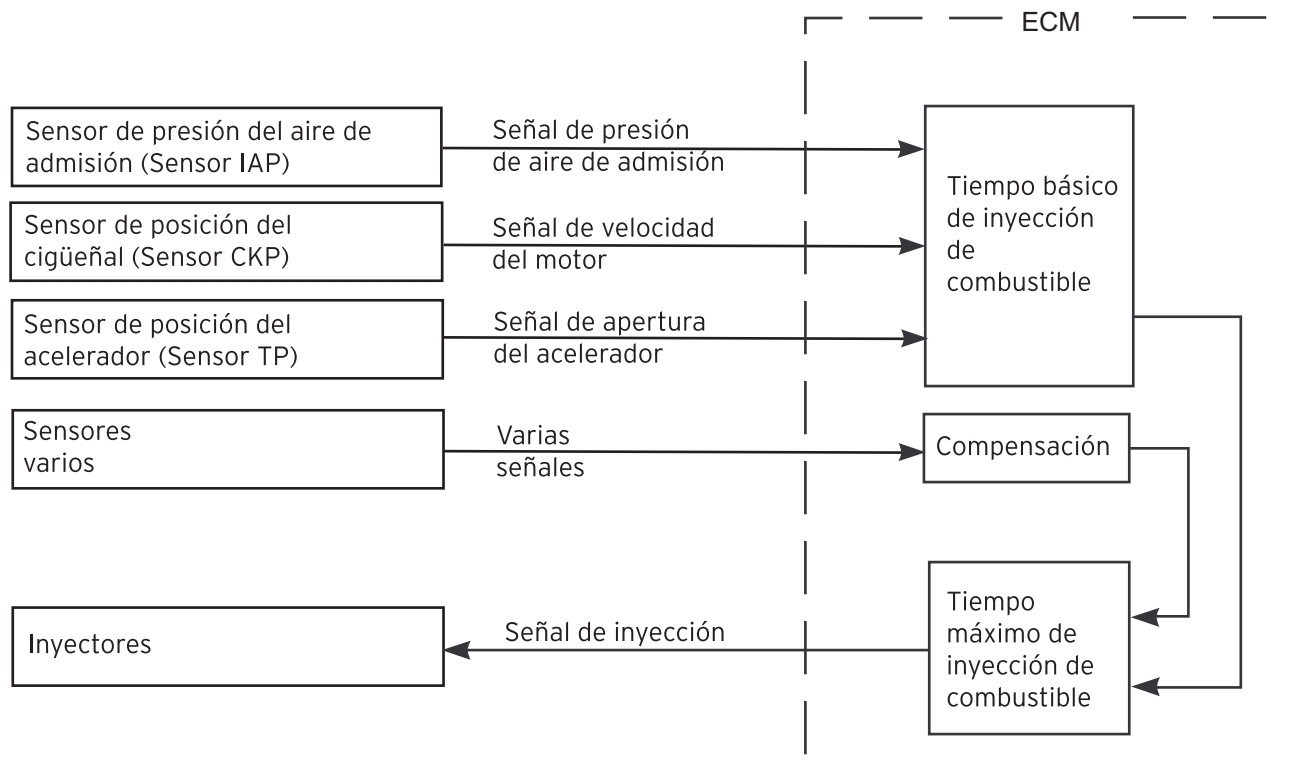 ECM
Sensor de presión del aire de
admisión (Sensor IAP)
Señal de presión
de aire de admisión
Sensor de posición del
cigüeñal (Sensor CKP)
Señal de velocidad
del motor
Sensor de posición del
acelerador (Sensor TP)
Señal de apertura
del acelerador
Tiempo básico
de inyección
de
combustible
Sensores
varios
Varias
señales
Compensación
Inyectores
Señal de inyección
Tiempo
máximo de
inyección de
combustible